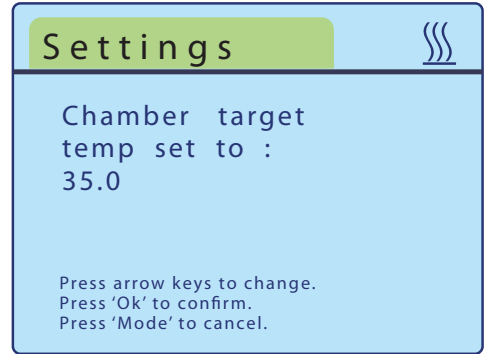 Settings
Chamber target
temp set to :
35.0
Press arrow keys to change.
Press ‘Ok’ to confirm.
Press ‘Mode’ to cancel.